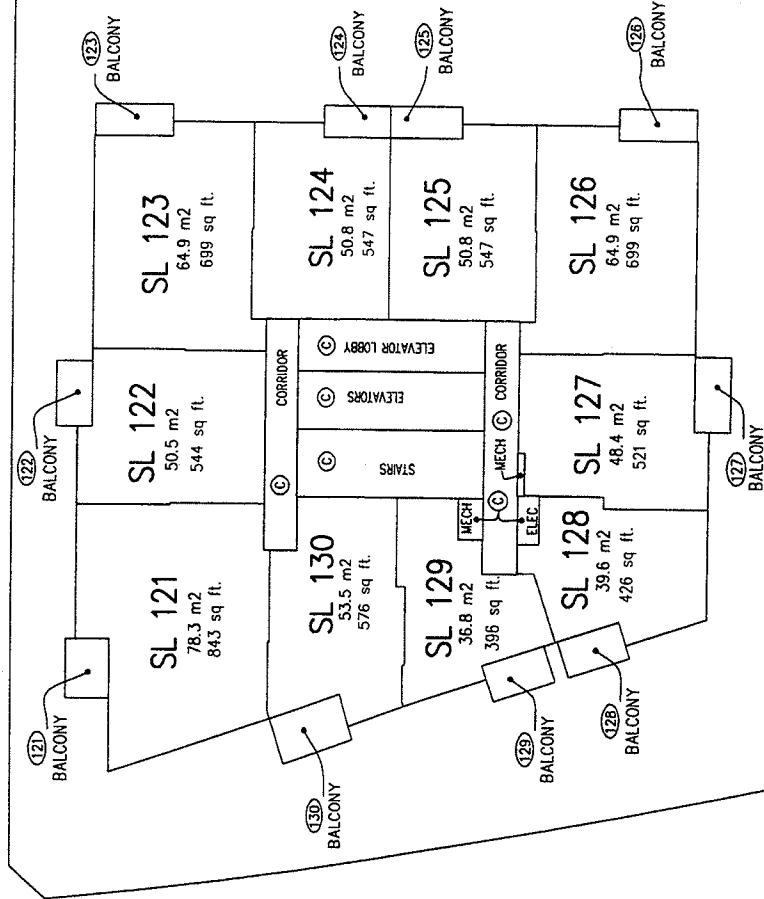 123
BALCONY
124
BALCONY
125
BALCONY
126
BALCONY
SL 123
64.9 m2
699 sq ft.
SL 124
50.8 m2
547 sq ft.
SL 125
50.8 m2
547 sq ft.
SL 126
64.9 m2
699 sq ft.
122
BALCONY
SL 122
50.5 m2
544 sq ft.
CORRIDOR
C
C
ELEVATOR LOBBY
C
ELEVATORS
C
STAIRS
CORRIDOR
C
MECH
C
MECH
ELEC
SL 127
48.4 m2
521 sq ft.
127
BALCONY
121
BALCONY
SL 121
78.3 m2
843 sq ft.
SL 130
53.5 m2
576 sq ft.
SL 129
36.8 m2
396 sq ft.
SL 128
39.6 m2
426 sq ft.
130
BALCONY
129
BALCONY
128
BALCONY